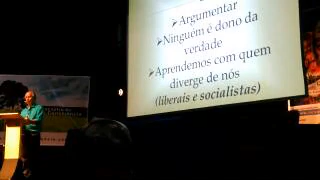 ➢Argumentar
➢Ninguém é dono da
verdade
➢Aprendemos com quem
diverge de nós
(liberais e socialistas)